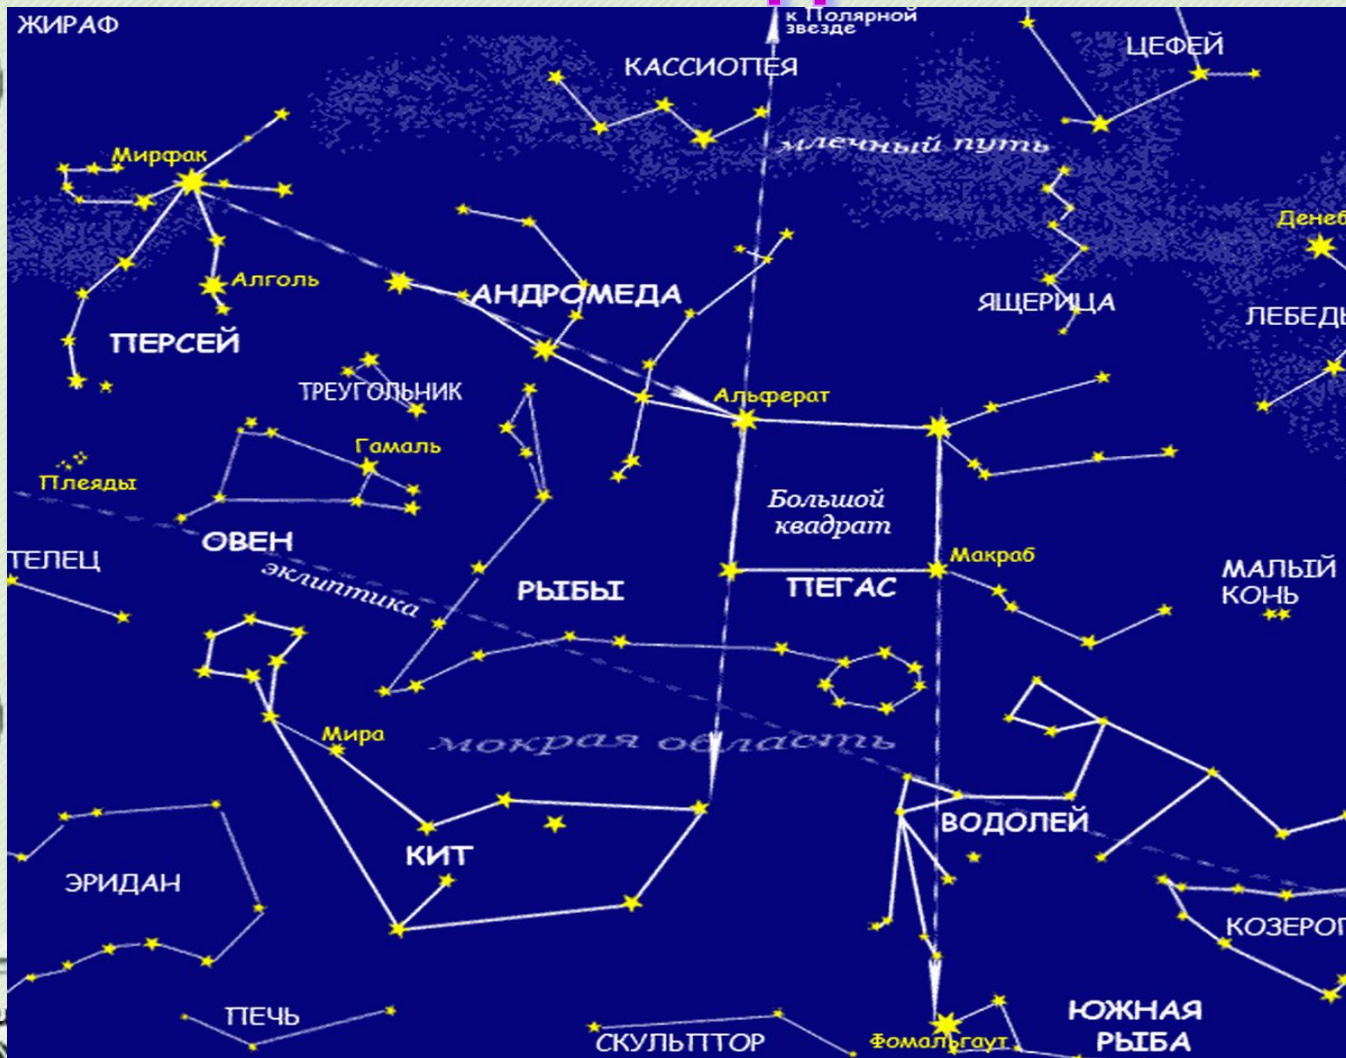 ЖИРАФ
к Полярной
звезде
КАССИОПЕЯ
ЦЕФЕЙ
млечный путь
Мирфак
Денеб
Алголь
АНДРОМЕДА
ЯЩЕРИЦА
ЛЕБЕДЬ
ПЕРСЕЙ
ТРЕУГОЛЬНИК
Альферат
Гамаль
Плеяды
Большой
квадрат
ОВЕН
ТЕЛЕЦ
эклиптика
Макраб
РЫБЫ
ПЕГАС
МАЛЫЙ
КОНЬ
Мира
мокрая область
ВОДОЛЕЙ
КИТ
ЭРИДАН
КОЗЕРОГ
ПЕЧЬ
ЮЖНАЯ
РЫБА
СКУЛЬПТОР
Фомальгаут